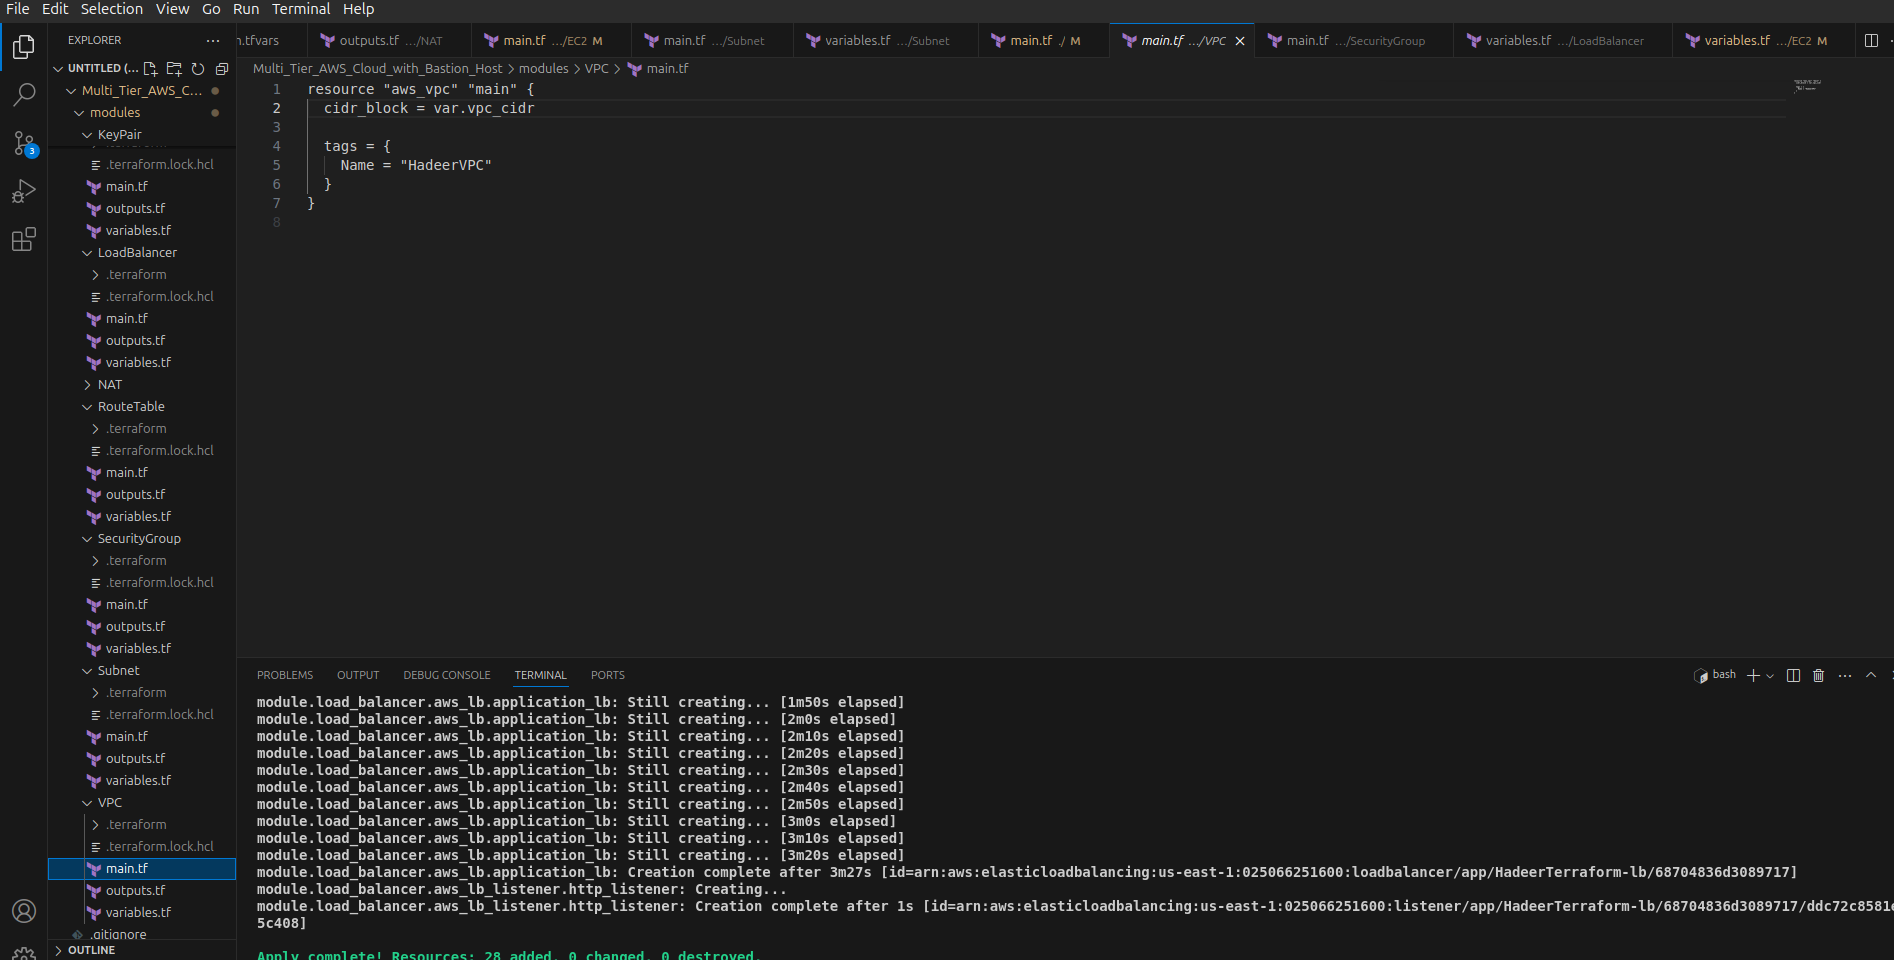 File Edit Selection View Go Run Terminal Help
EXPLORER ...
n.tfvars
outputs.tf .../NAT
main.tf .../EC2 M
main.tf .../Subnet
variables.tf .../Subnet
main.tf ./ M
main.tf .../VPC
main.tf .../SecurityGroup
variables.tf .../LoadBalancer
variables.tf .../EC2 M
UNTITLED (...
Multi_Tier_AWS_C...
modules
KeyPair
.terraform.lock.hcl
main.tf
outputs.tf
variables.tf
LoadBalancer
.terraform
.terraform.lock.hcl
main.tf
outputs.tf
variables.tf
NAT
RouteTable
.terraform
.terraform.lock.hcl
main.tf
outputs.tf
variables.tf
SecurityGroup
.terraform
.terraform.lock.hcl
main.tf
outputs.tf
variables.tf
Subnet
.terraform
.terraform.lock.hcl
main.tf
outputs.tf
variables.tf
VPC
.terraform
.terraform.lock.hcl
main.tf
outputs.tf
variables.tf
.gitignore
OUTLINE
3
Multi_Tier_AWS_Cloud_with_Bastion_Host > modules > VPC > main.tf
1 resource "aws_vpc" "main" {
2 cidr_block = var.vpc_cidr
3
4 tags = {
5 Name = "HadeerVPC"
6 }
7 }
8
PROBLEMS OUTPUT DEBUG CONSOLE TERMINAL PORTS
bash
module.load_balancer.aws_lb.application_lb: Still creating... [1m50s elapsed]
module.load_balancer.aws_lb.application_lb: Still creating... [2m0s elapsed]
module.load_balancer.aws_lb.application_lb: Still creating... [2m10s elapsed]
module.load_balancer.aws_lb.application_lb: Still creating... [2m20s elapsed]
module.load_balancer.aws_lb.application_lb: Still creating... [2m30s elapsed]
module.load_balancer.aws_lb.application_lb: Still creating... [2m40s elapsed]
module.load_balancer.aws_lb.application_lb: Still creating... [2m50s elapsed]
module.load_balancer.aws_lb.application_lb: Still creating... [3m0s elapsed]
module.load_balancer.aws_lb.application_lb: Still creating... [3m10s elapsed]
module.load_balancer.aws_lb.application_lb: Still creating... [3m20s elapsed]
module.load_balancer.aws_lb.application_lb: Creation complete after 3m27s [id=arn:aws:elasticloadbalancing:us-east-1:025066251600:loadbalancer/app/HadeerTerraform-lb/68704836d3089717]
module.load_balancer.aws_lb_listener.http_listener: Creating...
module.load_balancer.aws_lb_listener.http_listener: Creation complete after 1s [id=arn:aws:elasticloadbalancing:us-east-1:025066251600:listener/app/HadeerTerraform-lb/68704836d3089717/ddc72c8581e
5c408]
Apply complete! Resources: 28 added, 0 changed, 0 destroyed.